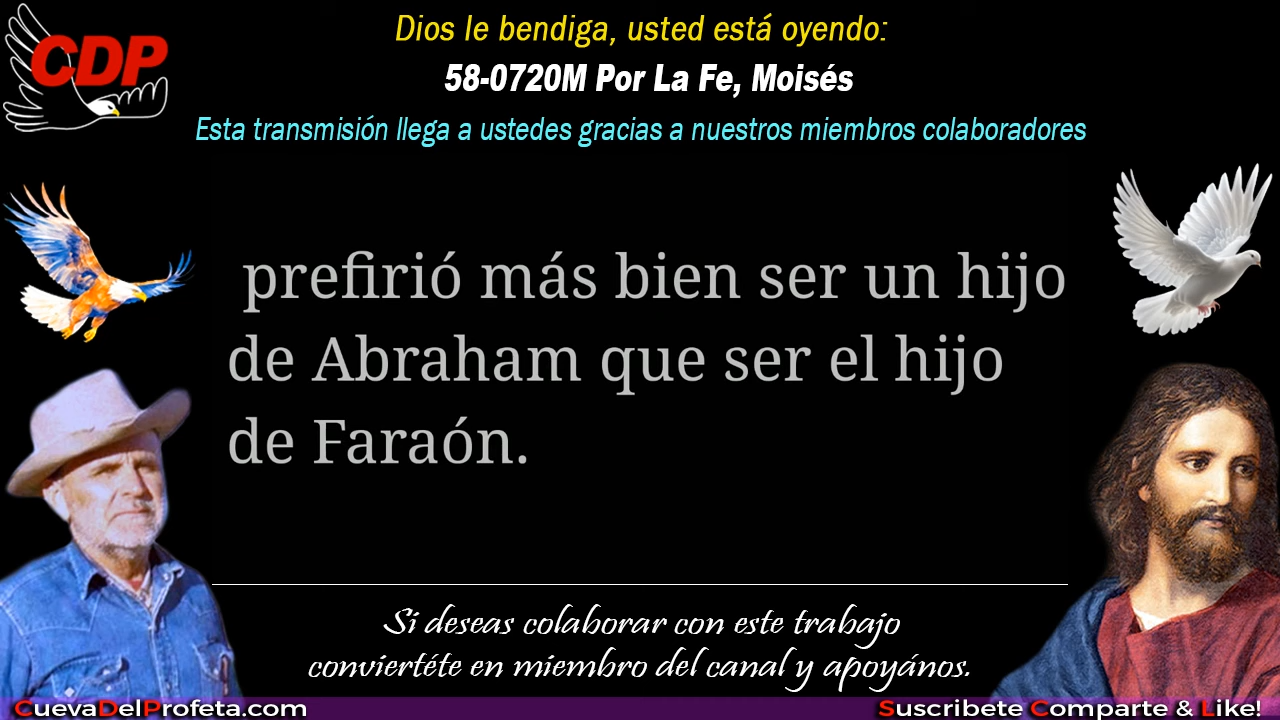 CDP
Dios le bendiga, usted está oyendo:
58-0720M Por La Fe, Moisés
Esta transmisión llega a ustedes gracias a nuestros miembros colaboradores
prefirió más bien ser un hijo
de Abraham que ser el hijo
de Faraón.
Si deseas colaborar con este trabajo
conviertéte en miembro del canal y apoyános.
CuevaDelProfeta.com
Suscribete Comparte & Like!